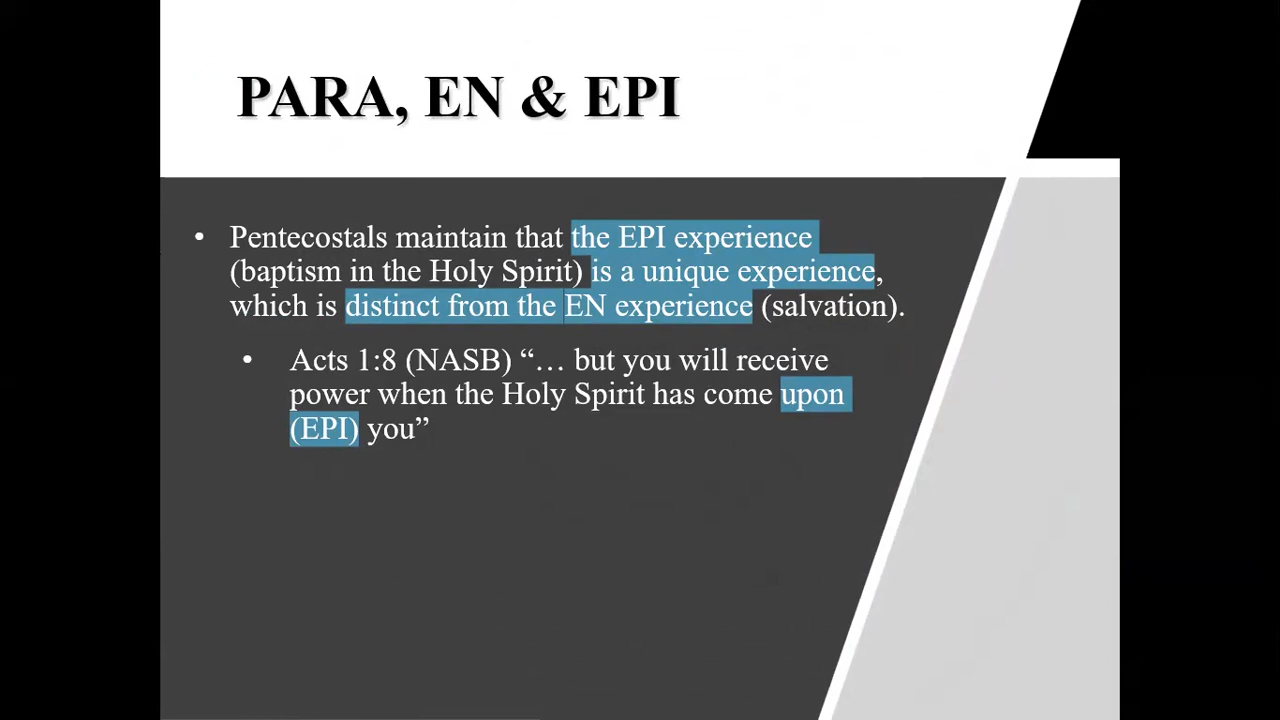 PARA, EN & EPI
• Pentecostals maintain that the EPI experience
(baptism in the Holy Spirit) is a unique experience,
which is distinct from the EN experience (salvation).
• Acts 1:8 (NASB) “… but you will receive
power when the Holy Spirit has come upon
(EPI) you”